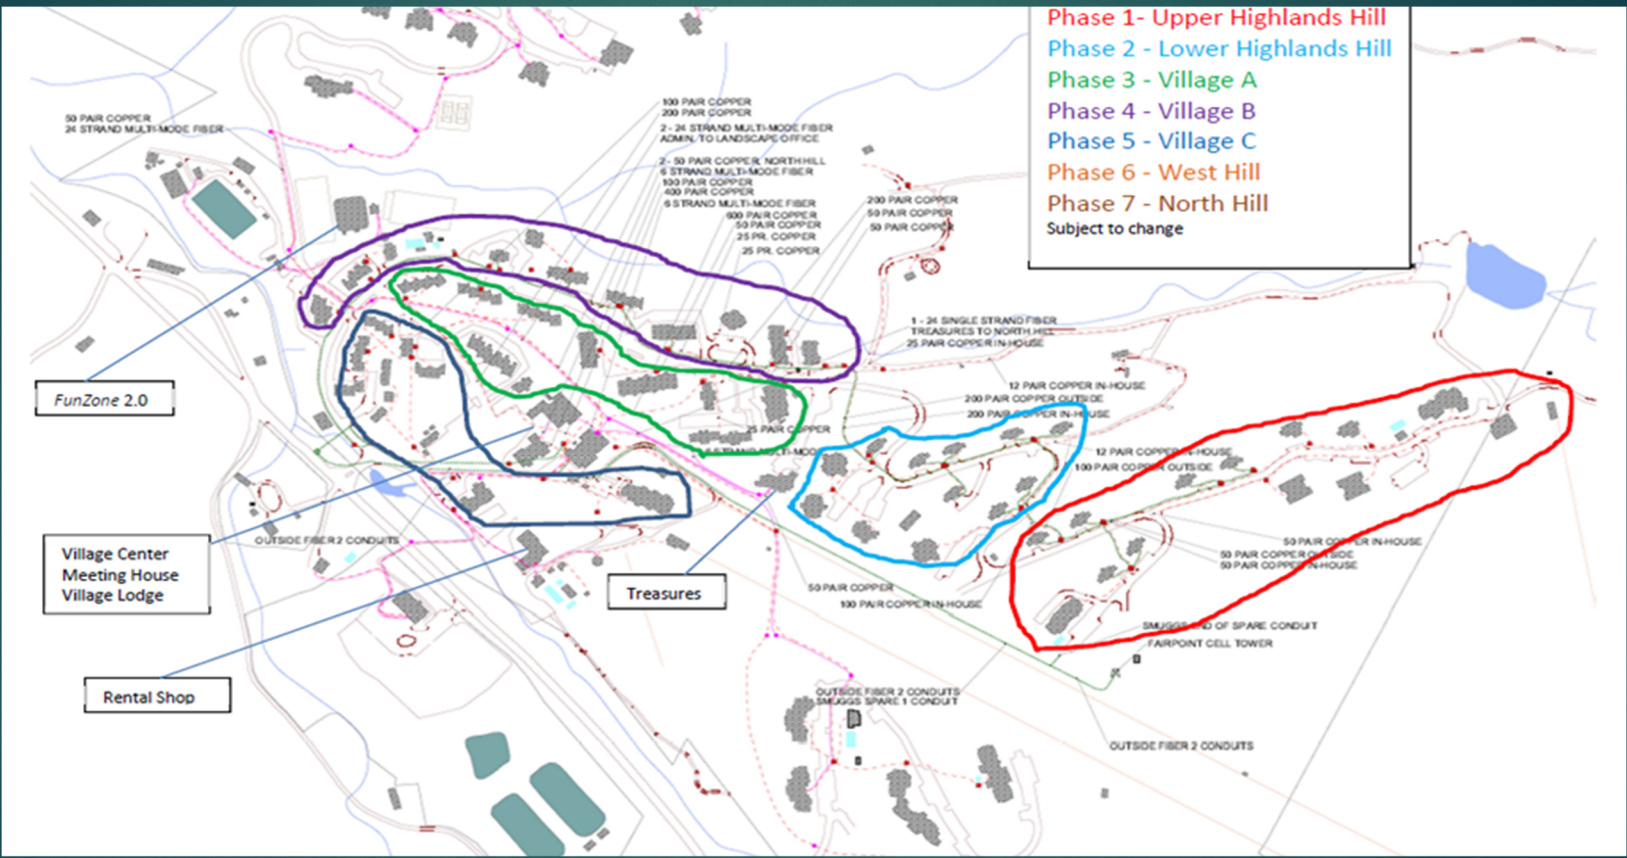 Phase 1- Upper Highlands Hill
Phase 2 - Lower Highlands Hill
Phase 3 - Village A
Phase 4 - Village B
Phase 5 - Village C
Phase 6 - West Hill
Phase 7 - North Hill
Subject to change
50 PAIR COPPER
24 STRAND MULTI-MODE FIBER
100 PAIR COPPER
200 PAIR COPPER
2 - 24 STRAND MULTI-MODE FIBER
ADMIN. TO LANDSCAPE OFFICE
2 - 50 PAIR COPPER, NORTH HILL
6 STRAND MULTI-MODE FIBER
100 PAIR COPPER
400 PAIR COPPER
6 STRAND MULTI-MODE FIBER
600 PAIR COPPER
50 PAIR COPPER
25 PR. COPPER
25 PR. COPPER
200 PAIR COPPER
50 PAIR COPPER
50 PAIR COPPER
1 - 24 SINGLE STRAND FIBER
TREASURES TO NORTH HILL
25 PAIR COPPER IN-HOUSE
12 PAIR COPPER IN-HOUSE
200 PAIR COPPER OUTSIDE
200 PAIR COPPER IN-HOUSE
25 PAIR COPPER
STRAND MULTI-MOD
12 PAIR COPPER IN-HOUSE
100 PAIR COPPER OUTSIDE
FunZone 2.0
OUTSIDE FIBER 2 CONDUITS
Village Center
Meeting House
Village Lodge
Treasures
50 PAIR COPPER
100 PAIR COPPER IN-HOUSE
50 PAIR COPPER IN-HOUSE
50 PAIR COPPER OUTSIDE
50 PAIR COPPER IN-HOUSE
SMUGGS END OF SPARE CONDUIT
FAIRPOINT CELL TOWER
Rental Shop
OUTSIDE FIBER 2 CONDUITS
SMUGGS SPARE 1 CONDUIT
OUTSIDE FIBER 2 CONDUITS